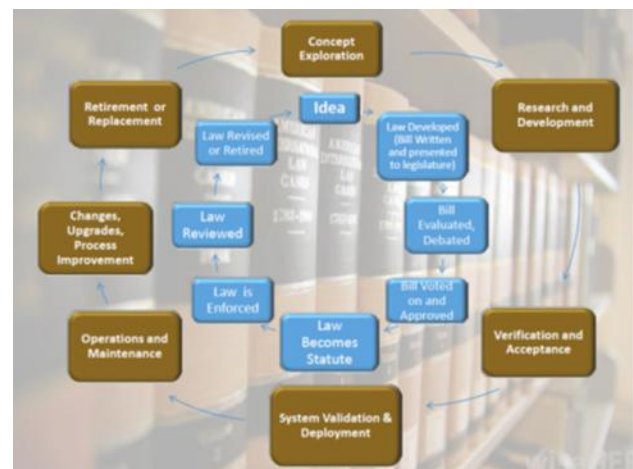 Concept
Exploration
Retirement or
Replacement
Idea
Research and
Development
Law Revised
or Retired
Law Developed
(Bill Written
and presented
to legislature)
Changes,
Upgrades,
Process
Improvement
Law
Reviewed
Bill
Evaluated,
Debated
Law is
Enforced
Bill Voted
on and
Approved
Operations and
Maintenance
Law
Becomes
Statute
Verification and
Acceptance
System Validation &
Deployment